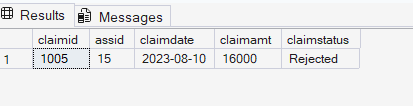 Results Messages
claimid assid claimdate claimamt claimstatus
1 1005 15 2023-08-10 16000 Rejected